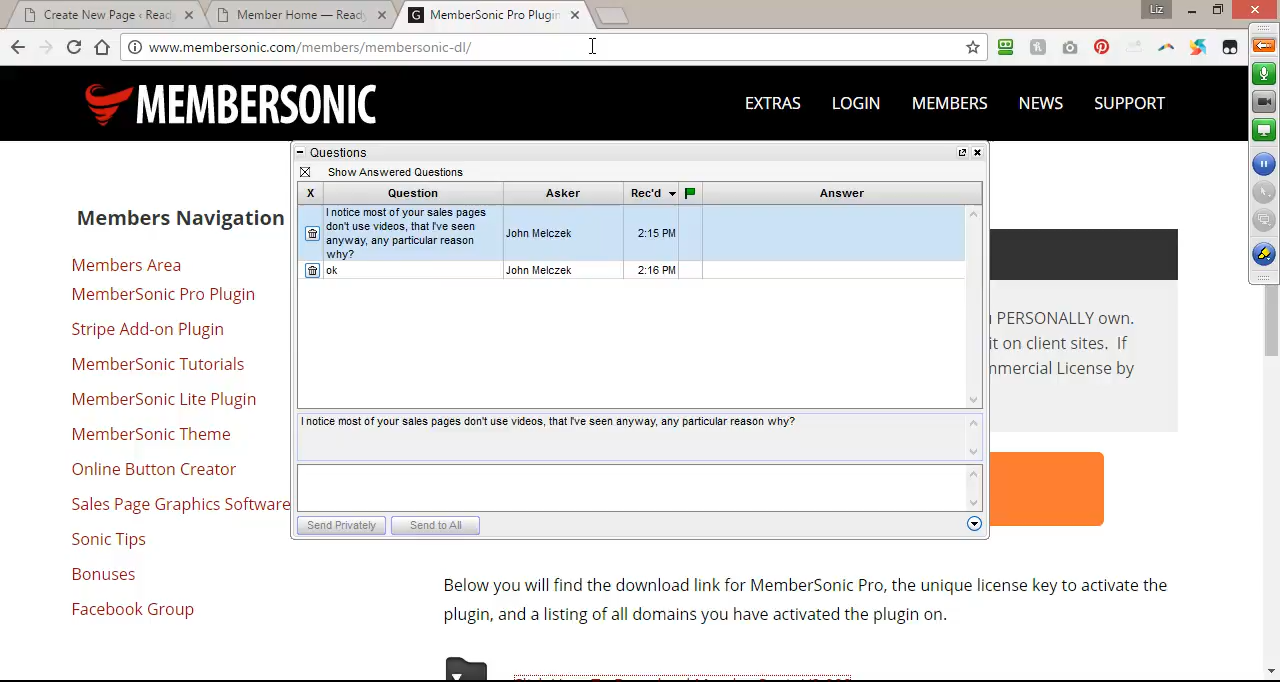 Create New Page ‹ Read
Member Home — Ready
MemberSonic Pro Plugin
Liz
www.membersonic.com/members/membersonic-dl/
MEMBERSONIC
EXTRAS
LOGIN
MEMBERS
NEWS
SUPPORT
Questions
Show Answered Questions
X
Question
Asker
Rec'd
Answer
I notice most of your sales pages
don't use videos, that I've seen
anyway, any particular reason
why?
John Melczek
2:15 PM
ok
John Melczek
2:16 PM
I notice most of your sales pages don't use videos, that I've seen anyway, any particular reason why?
Send Privately
Send to All
Members Navigation
Members Area
MemberSonic Pro Plugin
Stripe Add-on Plugin
MemberSonic Tutorials
MemberSonic Lite Plugin
MemberSonic Theme
Online Button Creator
Sales Page Graphics Software
Sonic Tips
Bonuses
Facebook Group
PERSONALLY own.
it on client sites. If
mmercial License by
Below you will find the download link for MemberSonic Pro, the unique license key to activate the
plugin, and a listing of all domains you have activated the plugin on.